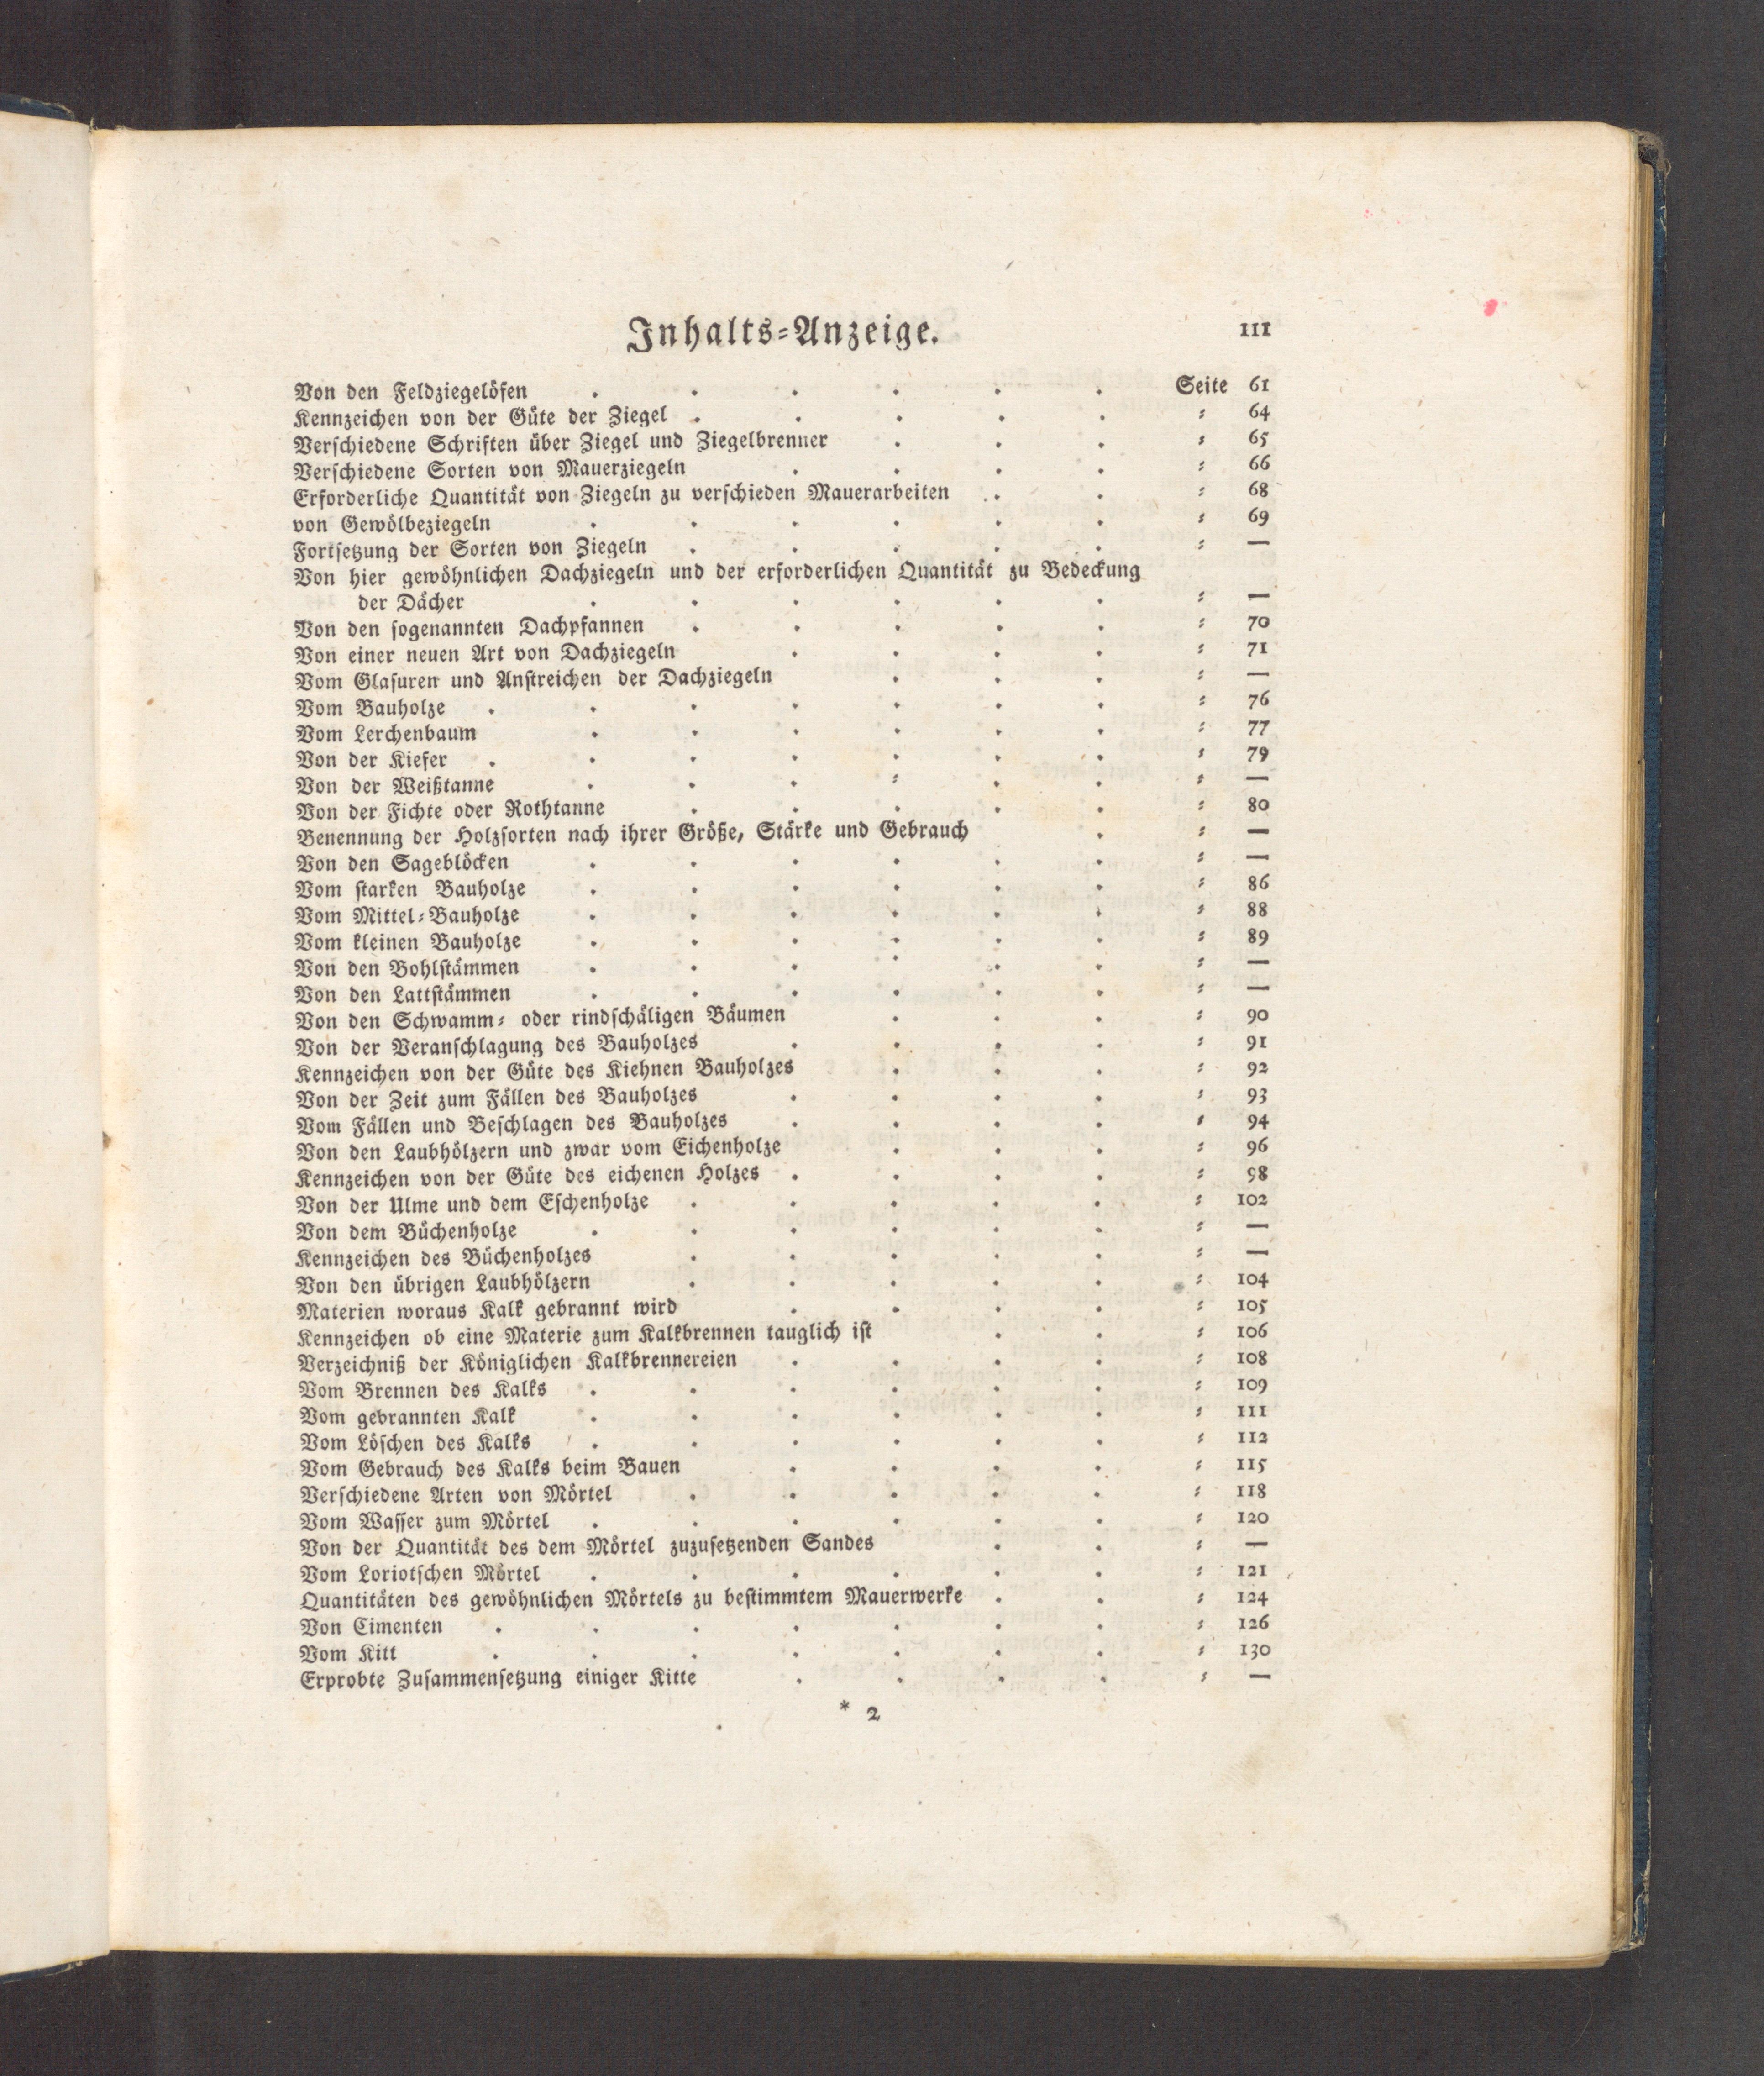 Inhalts-Anzeige. III
Von den Feldziegelöfen . . . . . . Seite 61
Kennzeichen von der Güte der Ziegel . . . . . = 64
Verschiedene Schriften über Ziegel und Ziegelbrenner . . . = 65
Verschiedene Sorten von Mauerziegeln . . . . = 66
Erforderliche Quantität von Ziegeln zu verschieden Mauerarbeiten . . = 68
von Gewölbeziegeln . . . . . . = 69
Fortsetzung der Sorten von Ziegeln . . . . . = —
Von hier gewöhnlichen Dachziegeln und der erforderlichen Quantität zu Bedeckung
der Dächer . . . . . . = —
Von den sogenannten Dachpfannen . . . . . = 70
Von einer neuen Art von Dachziegeln . . . . = 71
Vom Glasuren und Anstreichen der Dachziegeln . . . = —
Vom Bauholze . . . . . . . = 76
Vom Lerchenbaum . . . . . . = 77
Von der Kiefer . . . . . . . = 79
Von der Weißtanne . . . = . . = —
Von der Fichte oder Rothtanne . . . . . = 80
Benennung der Holzsorten nach ihrer Größe, Stärke und Gebrauch . = —
Von den Sageblöcken . . . . . . = —
Vom starken Bauholze . . . . . . = 86
Vom Mittel-Bauholze . . . . . . = 88
Vom kleinen Bauholze . . . . . . = 89
Von den Bohlstämmen . . . . . . = —
Von den Lattstämmen . . . . . . = —
Von den Schwamm- oder rindschäligen Bäumen . . . = 90
Von der Veranschlagung des Bauholzes . . . . = 91
Kennzeichen von der Güte des Kiehnen Bauholzes . . . = 92
Von der Zeit zum Fällen des Bauholzes . . . . = 93
Vom Fällen und Beschlagen des Bauholzes . . . . = 94
Von den Laubhölzern und zwar vom Eichenholze . . . = 96
Kennzeichen von der Güte des eichenen Holzes . . . . = 98
Von der Ulme und dem Eschenholze . . . . . = 102
Von dem Büchenholze . . . . . . = —
Kennzeichen des Büchenholzes . . . . . = —
Von den übrigen Laubhölzern . . . . . = 104
Materien woraus Kalk gebrannt wird . . . . = 105
Kennzeichen ob eine Materie zum Kalkbrennen tauglich ist . . = 106
Verzeichniß der Königlichen Kalkbrennereien . . . . = 108
Vom Brennen des Kalks . . . . . . = 109
Vom gebrannten Kalk . . . . . . = 111
Vom Löschen des Kalks . . . . . . = 112
Vom Gebrauch des Kalks beim Bauen . . . . = 115
Verschiedene Arten von Mörtel . . . . . = 118
Vom Wasser zum Mörtel . . . . . . = 120
Von der Quantität des dem Mörtel zuzusetzenden Sandes . . = —
Vom Loriotschen Mörtel . . . . . . = 121
Quantitäten des gewöhnlichen Mörtels zu bestimmtem Mauerwerke . . = 124
Von Cimenten . . . . . . . = 126
Vom Kitt . . . . . . . = 130
Erprobte Zusammensetzung einiger Kitte . . . . = —
* 2